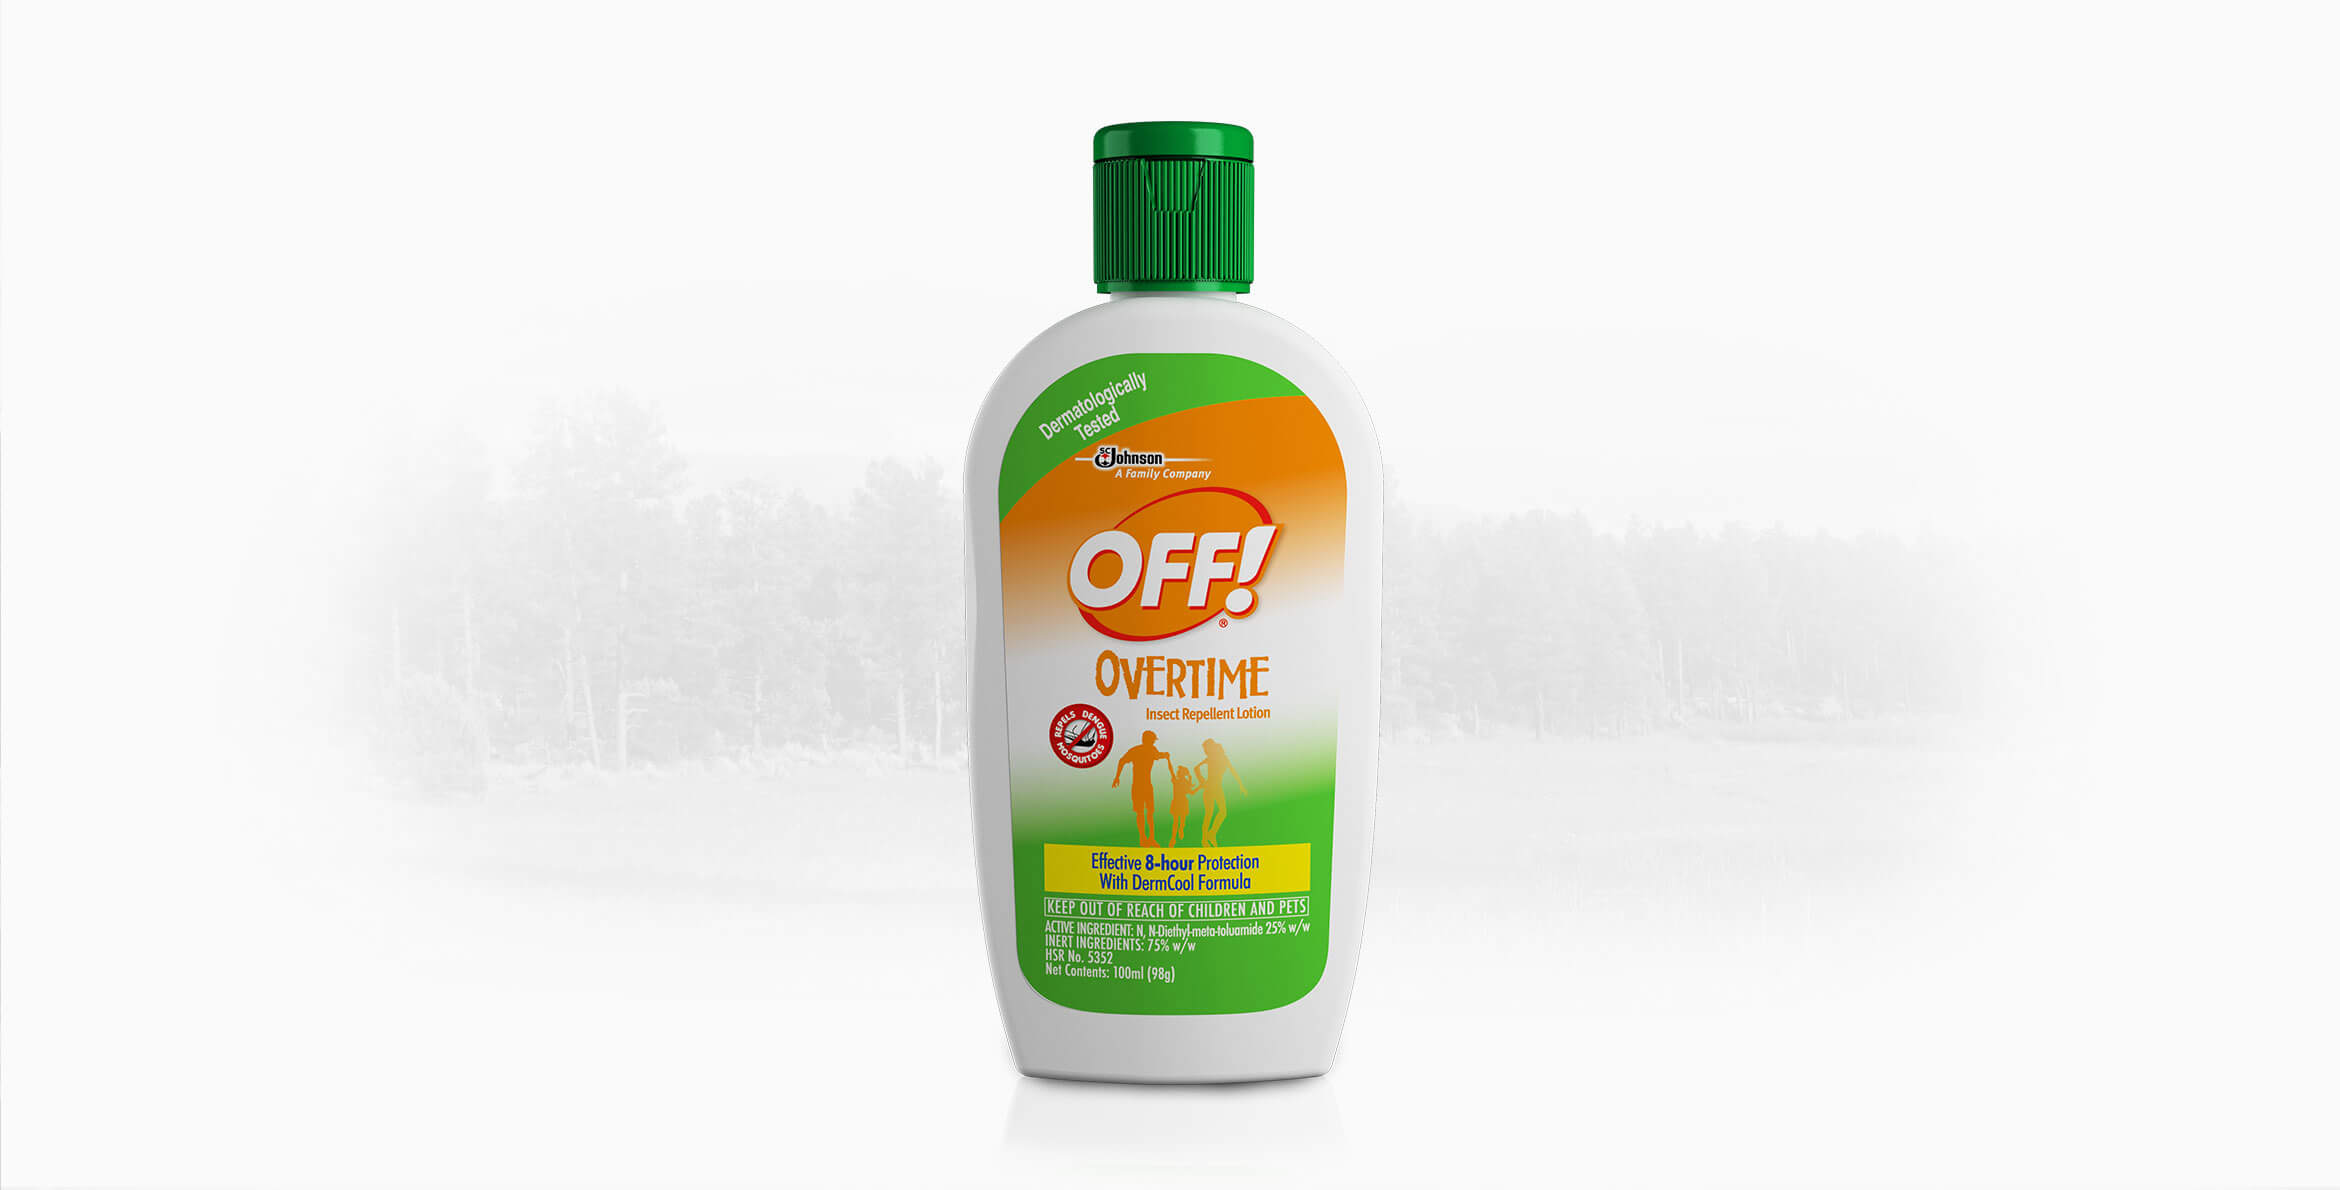 Dermatologically
Tested
SC Johnson
A Family Company
OFF!
®
OVERTIME
Insect Repellent Lotion
REPELS DENGUE
MOSQUITOES
Effective 8-hour Protection
With DermCool Formula
KEEP OUT OF REACH OF CHILDREN AND PETS
ACTIVE INGREDIENT: N, N-Diethyl-meta-toluamide 25% w/w
INERT INGREDIENTS: 75% w/w
HSR No. 5352
Net Contents: 100ml (98g)